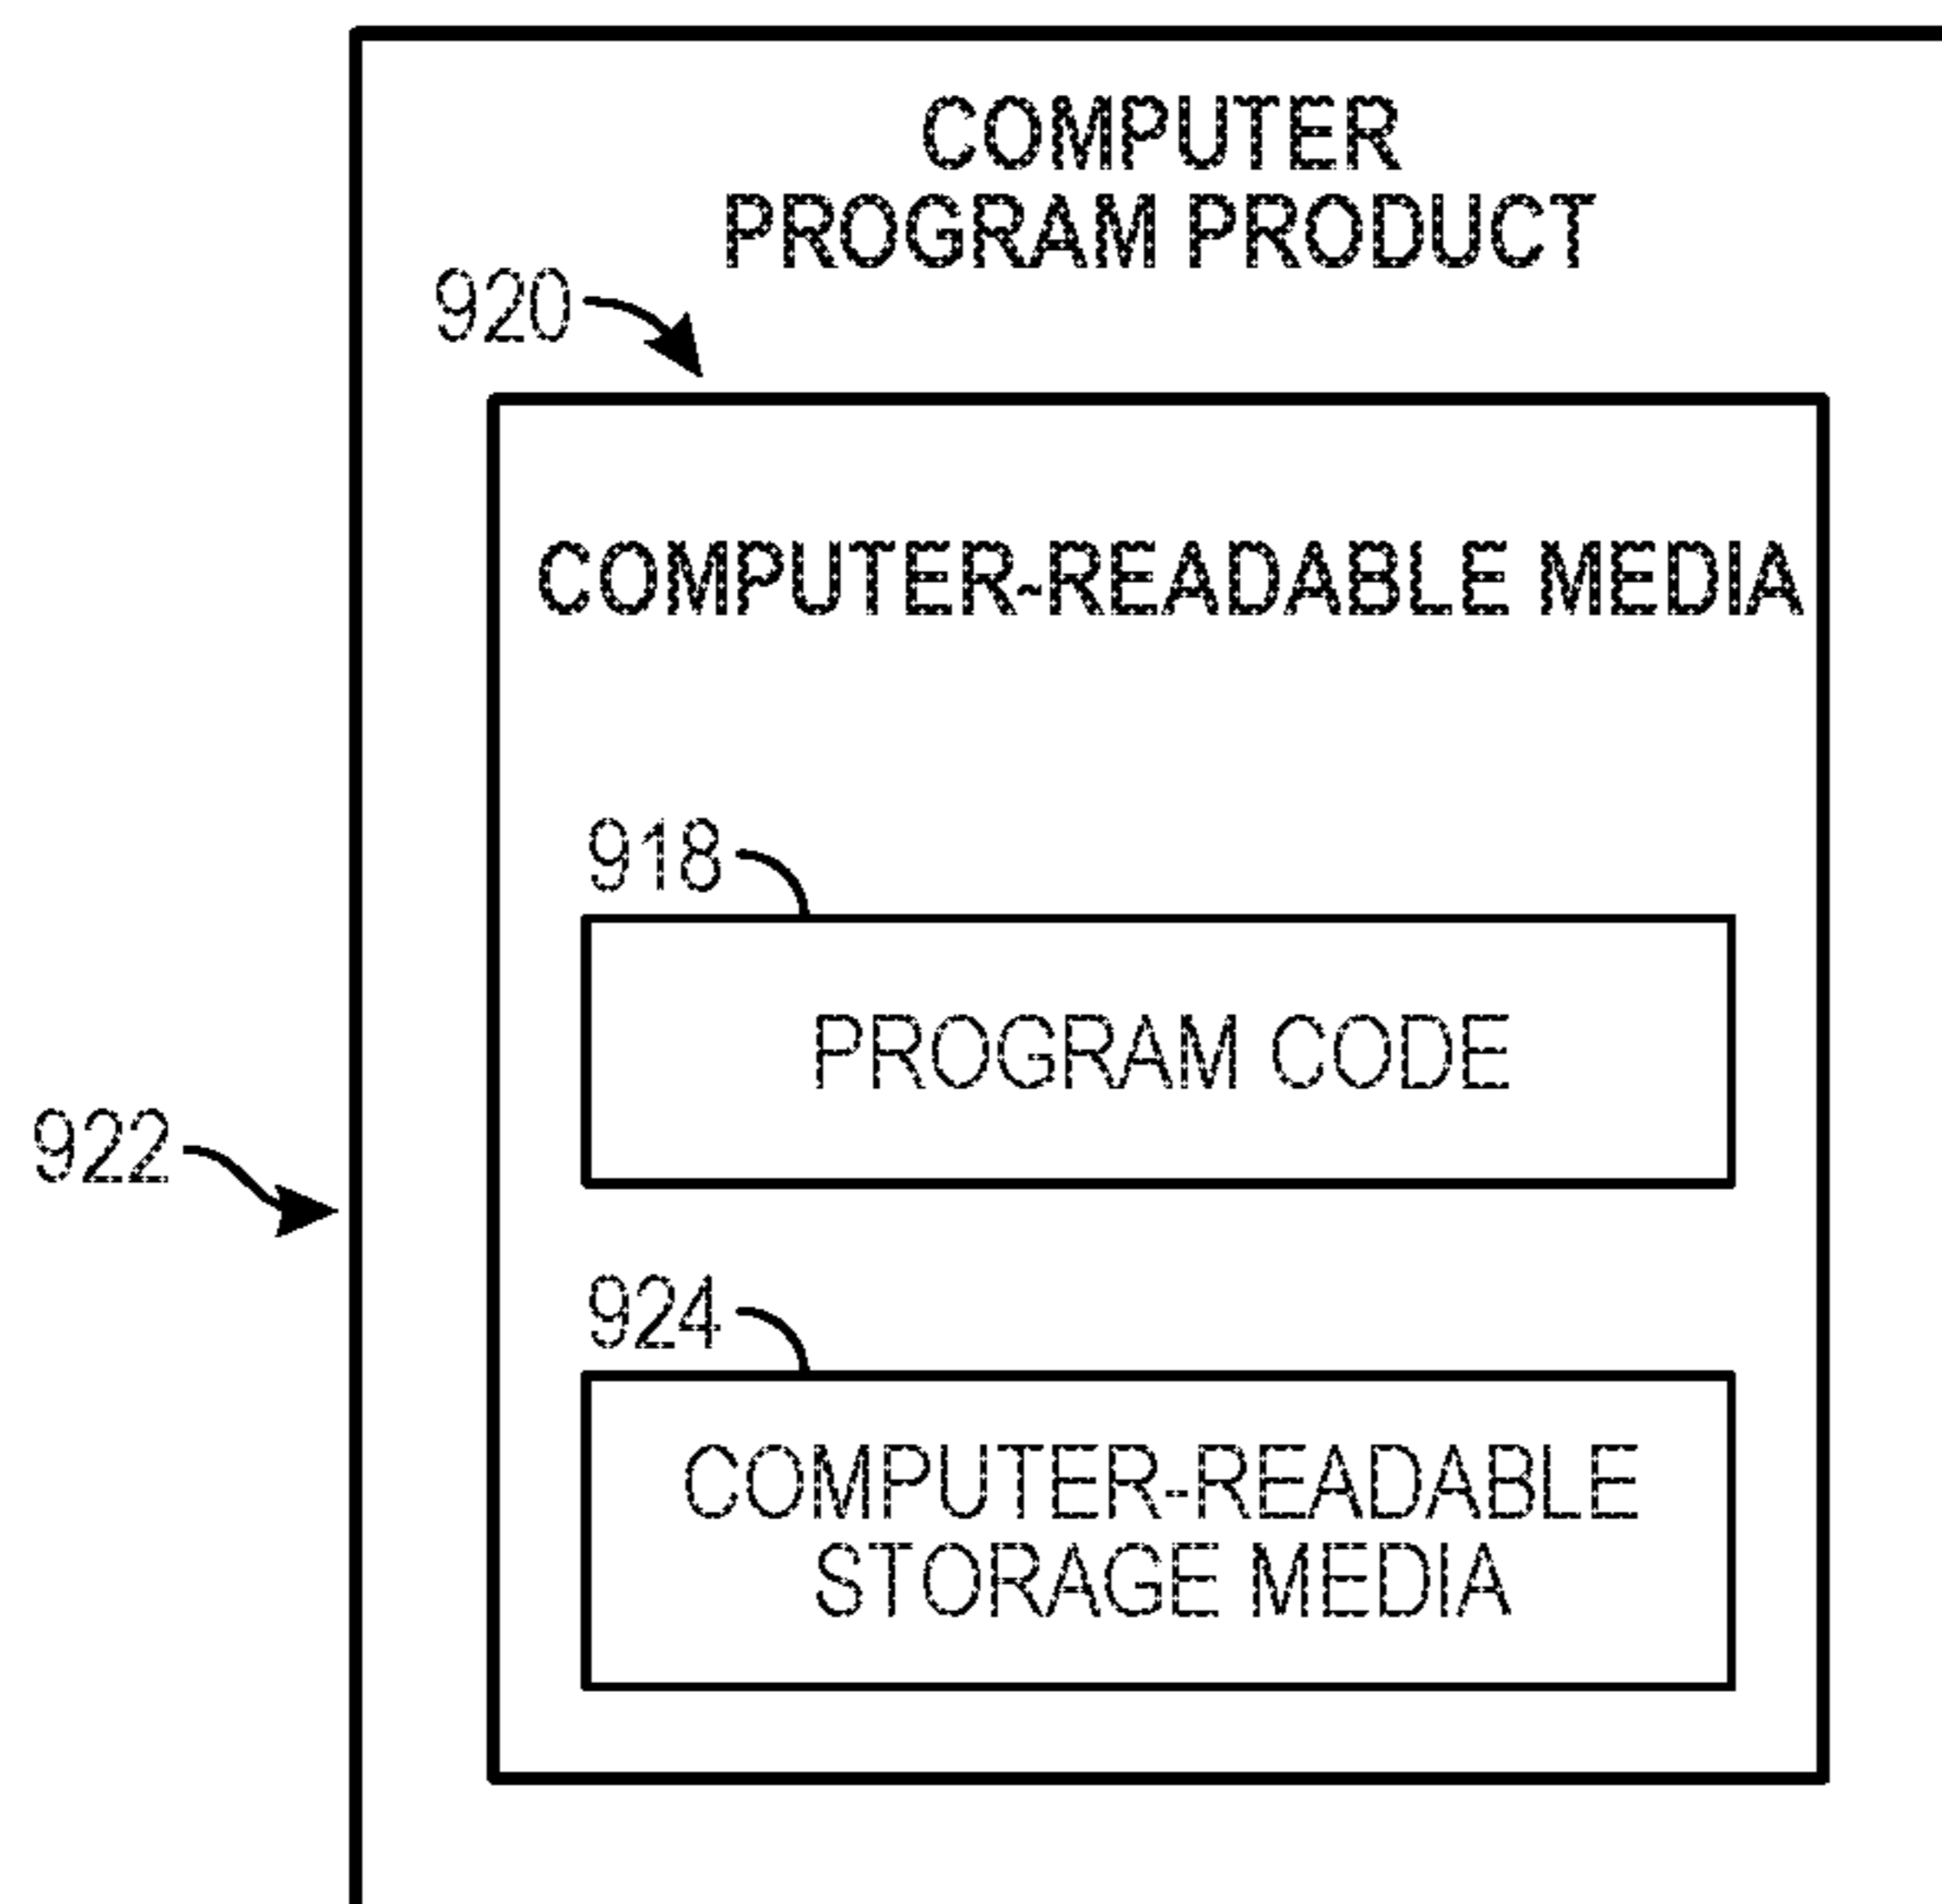 COMPUTER
PROGRAM PRODUCT
920
COMPUTER-READABLE MEDIA
918
PROGRAM CODE
922
924
COMPUTER-READABLE
STORAGE MEDIA